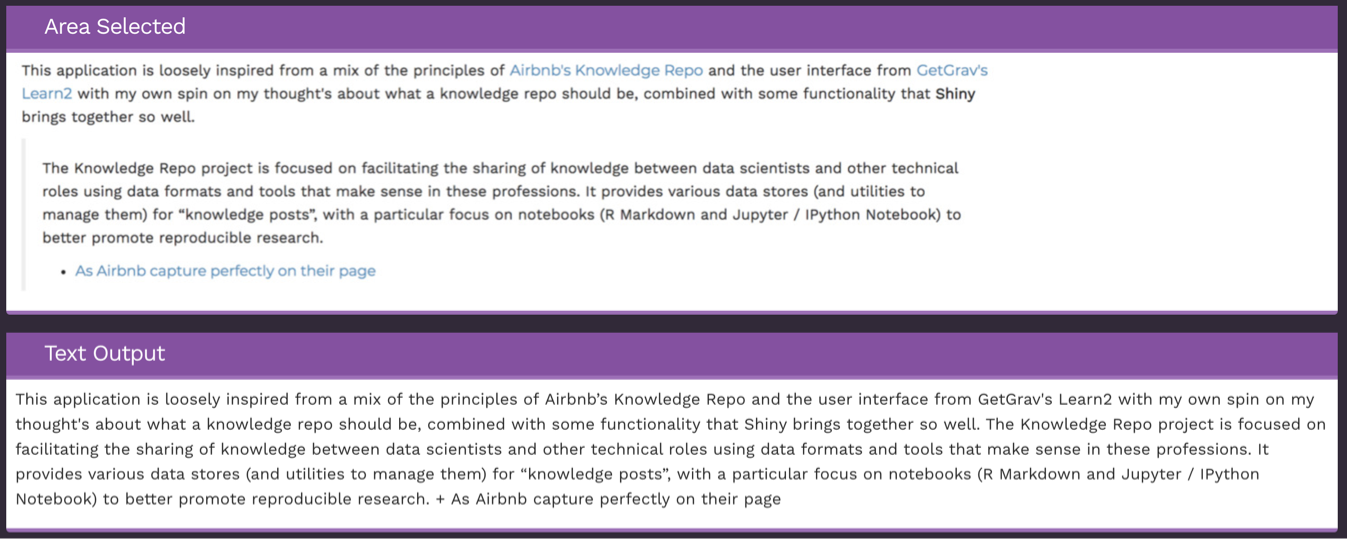 Area Selected
This application is loosely inspired from a mix of the principles of Airbnb's Knowledge Repo and the user interface from GetGrav's
Learn2 with my own spin on my thought's about what a knowledge repo should be, combined with some functionality that Shiny
brings together so well.
The Knowledge Repo project is focused on facilitating the sharing of knowledge between data scientists and other technical
roles using data formats and tools that make sense in these professions. It provides various data stores (and utilities to
manage them) for “knowledge posts”, with a particular focus on notebooks (R Markdown and Jupyter / IPython Notebook) to
better promote reproducible research.
• As Airbnb capture perfectly on their page
Text Output
This application is loosely inspired from a mix of the principles of Airbnb’s Knowledge Repo and the user interface from GetGrav's Learn2 with my own spin on my
thought's about what a knowledge repo should be, combined with some functionality that Shiny brings together so well. The Knowledge Repo project is focused on
facilitating the sharing of knowledge between data scientists and other technical roles using data formats and tools that make sense in these professions. It
provides various data stores (and utilities to manage them) for “knowledge posts”, with a particular focus on notebooks (R Markdown and Jupyter / IPython
Notebook) to better promote reproducible research. + As Airbnb capture perfectly on their page